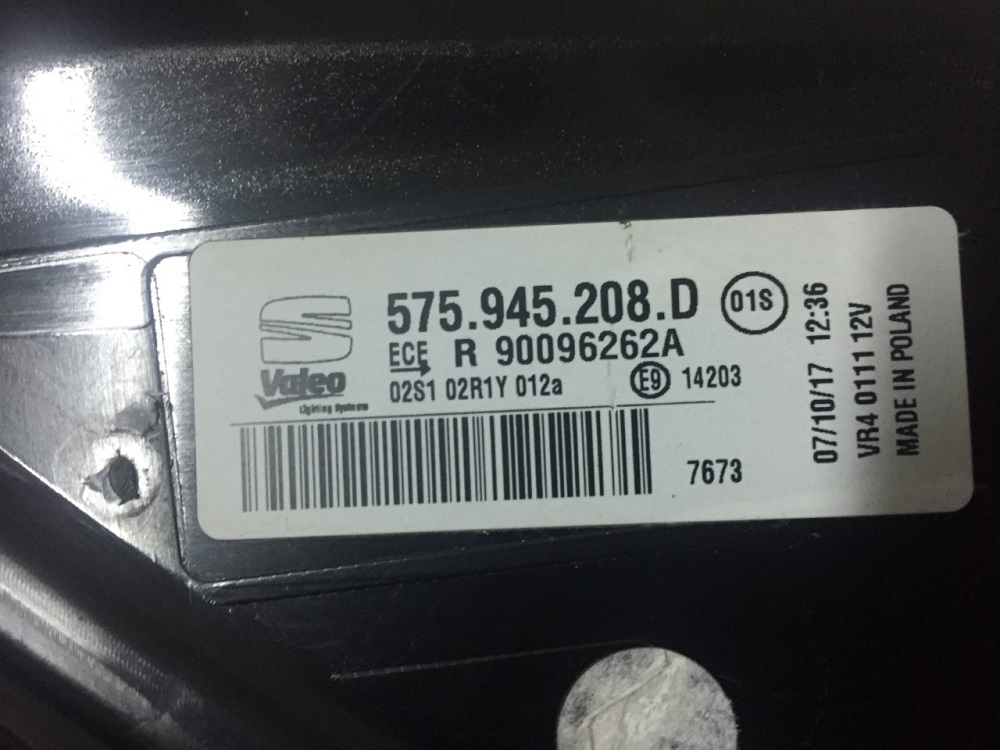 575.945.208.D 01S
ECE R 90096262A
Valeo
Lighting Systems
02S1 02R1Y 012a E9 14203
7673
07/10/17 12:36
VR4 0111 12V
MADE IN POLAND